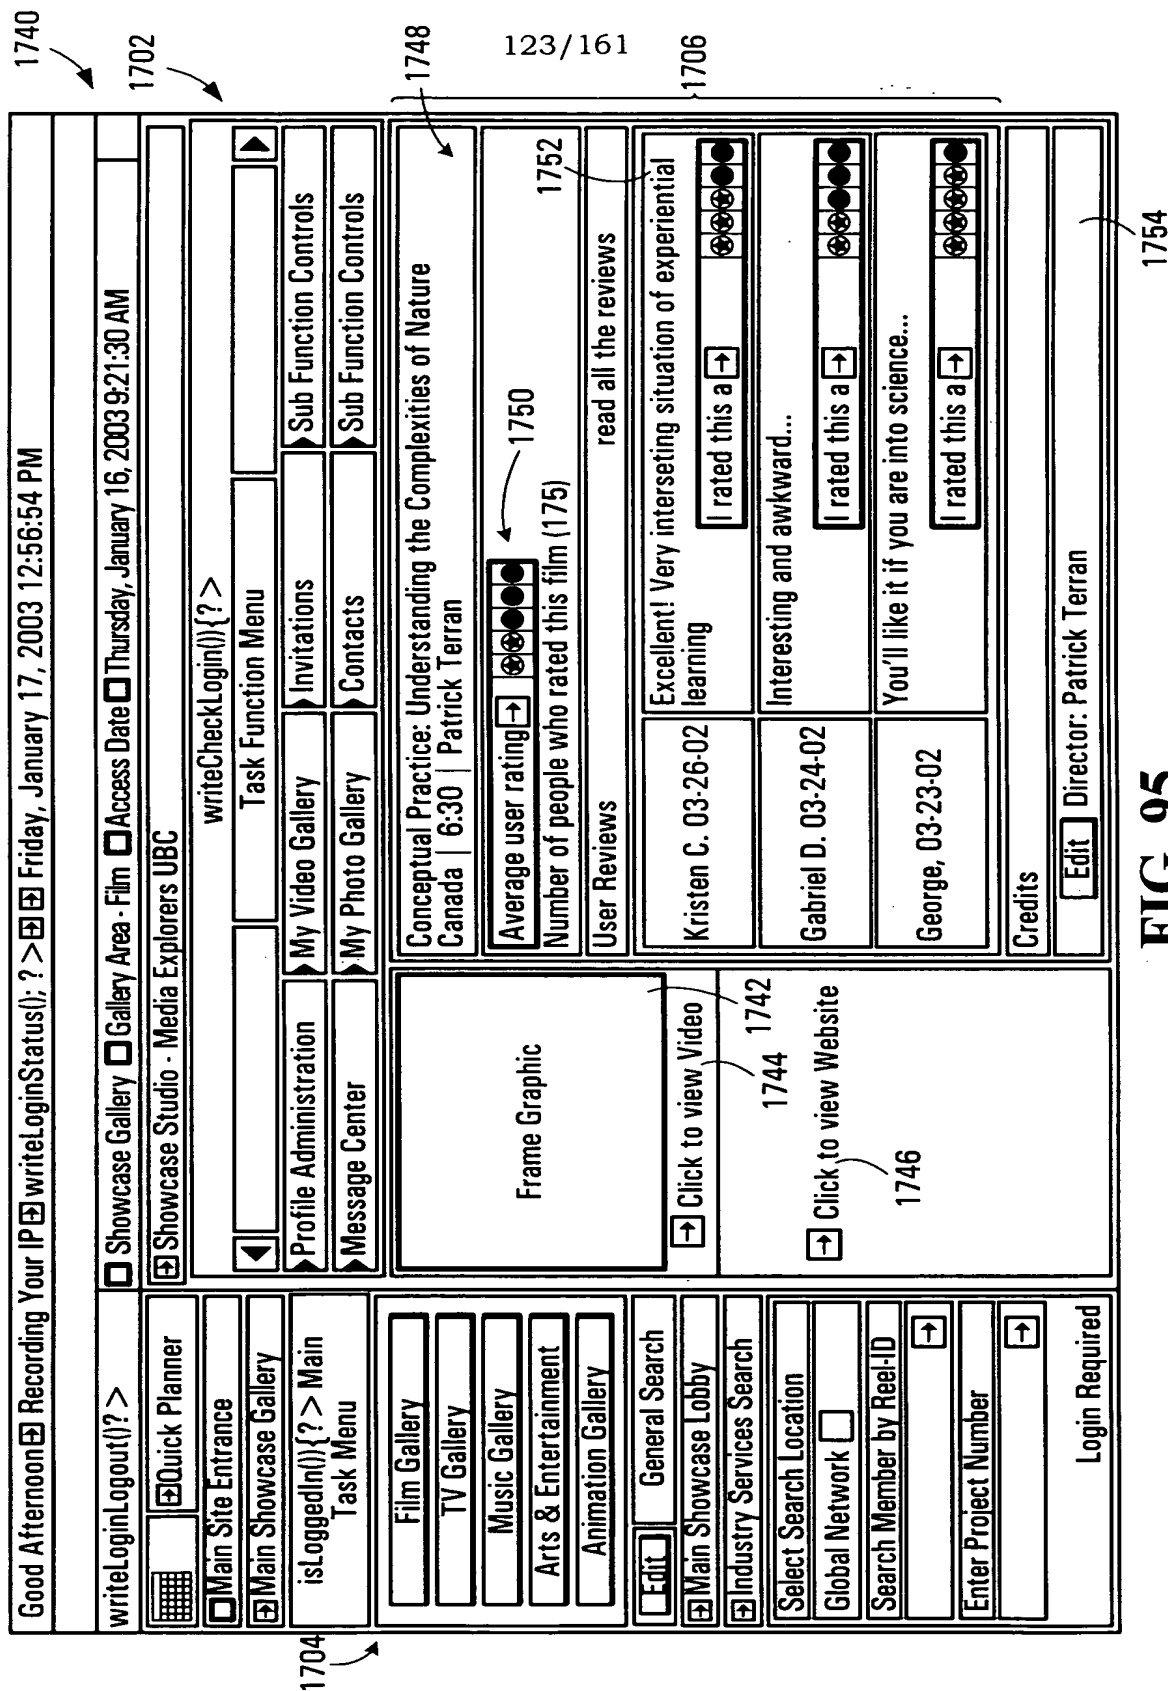 123/161
1740
Good Afternoon Recording Your IP writeLoginStatus(); ? > Friday, January 17, 2003 12:56:54 PM
writeLoginLogout()? >
Showcase Gallery Gallery Area - Film Access Date Thursday, January 16, 2003 9:21:30 AM
1702
Quick Planner
Main Site Entrance
Main Showcase Gallery
isLoggedIn()){? > Main
Task Menu
1704
Film Gallery
TV Gallery
Music Gallery
Arts & Entertainment
Animation Gallery
Edit General Search
Main Showcase Lobby
Industry Services Search
Select Search Location
Global Network
Search Member by Reel-ID
Enter Project Number
Login Required
Showcase Studio - Media Explorers UBC
writeCheckLogin()){? >
Task Function Menu
Profile Administration My Video Gallery Invitations Sub Function Controls
Message Center My Photo Gallery Contacts Sub Function Controls
Frame Graphic
1742
Click to view Video
1744
Click to view Website
1746
1748
Conceptual Practice: Understanding the Complexities of Nature
Canada | 6:30 | Patrick Terran
Average user rating
1750
Number of people who rated this film (175)
User Reviews read all the reviews
1752
1706
Kristen C. 03-26-02
Excellent! Very interseting situation of experiential
learning
I rated this a
Gabriel D. 03-24-02
Interesting and awkward...
I rated this a
George, 03-23-02
You'll like it if you are into science...
I rated this a
Credits
Edit Director: Patrick Terran
1754
FIG. 95